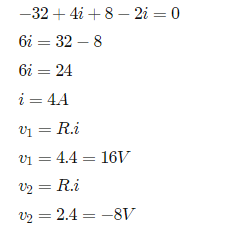 −32 + 4i + 8 − 2i = 0
6i = 32 − 8
6i = 24
i = 4A
v₁ = R.i
v₁ = 4.4 = 16V
v₂ = R.i
v₂ = 2.4 = −8V